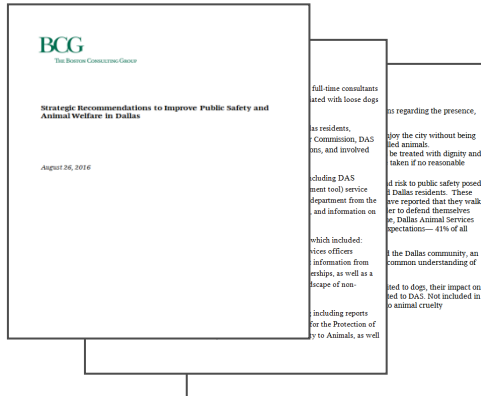 BCG
THE BOSTON CONSULTING GROUP
Strategic Recommendations to Improve Public Safety and
Animal Welfare in Dallas
August 26, 2016
full-time consultants
iated with loose dogs
las residents,
r Commission, DAS
ons, and involved
cluding DAS
ment tool) service
department from the
, and information on
which included:
vices officers
information from
erships, as well as a
dscape of non-
g including reports
for the Protection of
ty to Animals, as well
ns regarding the presence,
njoy the city without being
lled animals.
be treated with dignity and
taken if no reasonable
d risk to public safety posed
d Dallas residents. These
ave reported that they walk
er to defend themselves
e, Dallas Animal Services
xpectations— 41% of all
d the Dallas community, an
common understanding of
ited to dogs, their impact on
ted to DAS. Not included in
o animal cruelty